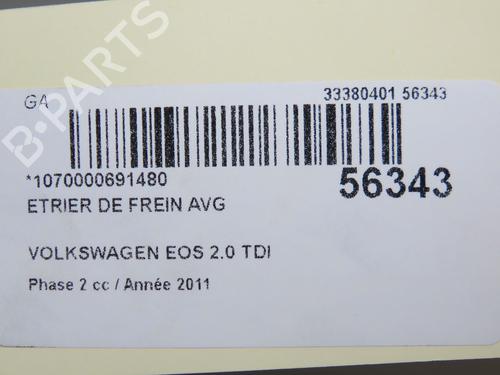 GA 33380401 56343
B-PARTS
*1070000691480 56343
ETRIER DE FREIN AVG
VOLKSWAGEN EOS 2.0 TDI
Phase 2 cc / Année 2011